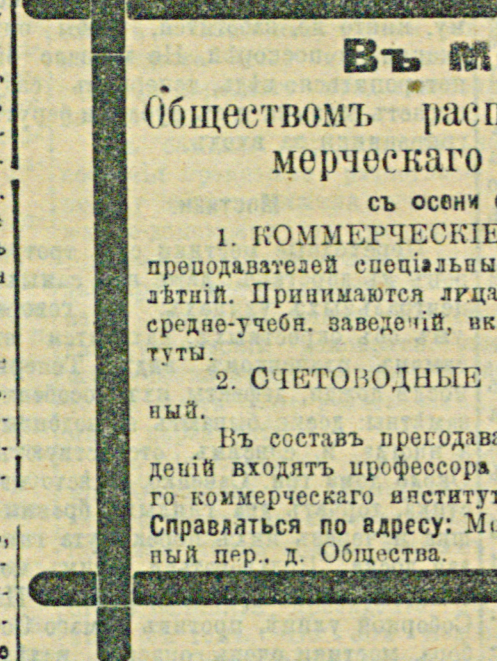 Въ М
Обществомъ расп
мерческаго
съ осени
1. КОММЕРЧЕСКІЕ
преподавателей спеціальны
лѣтній. Принимаются лица
средне-учебн. заведеній, вк
туты.
2. СЧЕТОВОДНЫЕ
ный.
Въ составъ преподава
деній входятъ профессора
го коммерческаго институт
Справляться по адресу: Мо
ный пер., д. Общества.